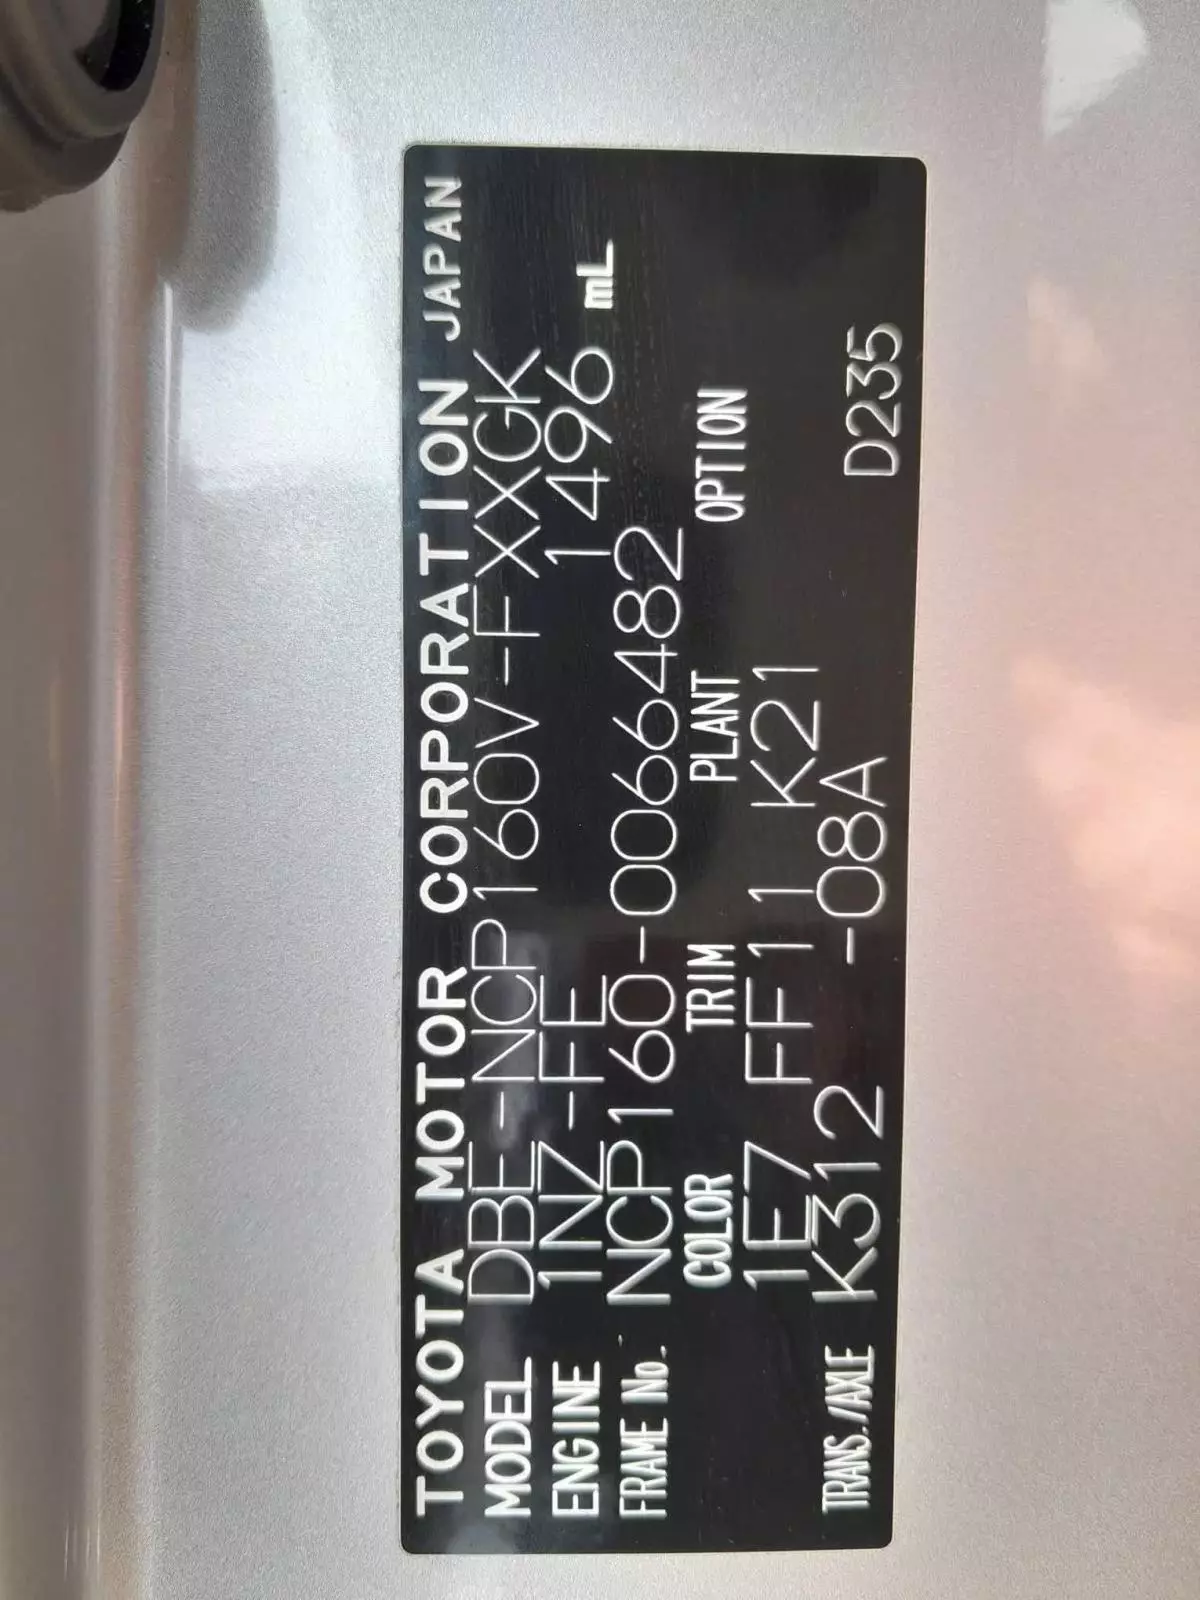 TOYOTA MOTOR CORPORATION JAPAN
MODEL DBE-NCP160V-FXXGK
ENGINE 1NZ-FE 1496 mL
FRAME No. NCP160-0066482
COLOR TRIM PLANT OPTION
1E7 FF11 K21
TRANS./AXLE K312 -08A D235